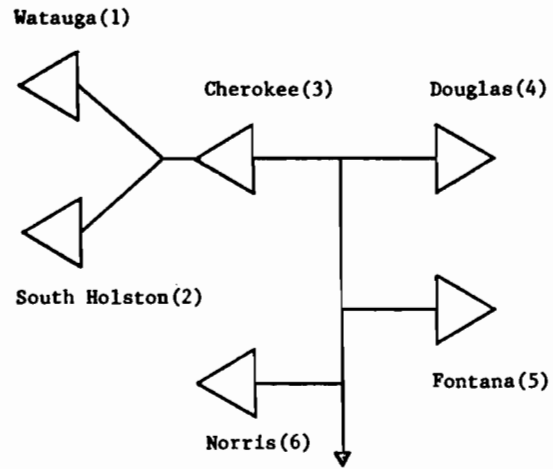 Watauga(1)
Cherokee(3)
Douglas(4)
South Holston(2)
Fontana(5)
Norris(6)